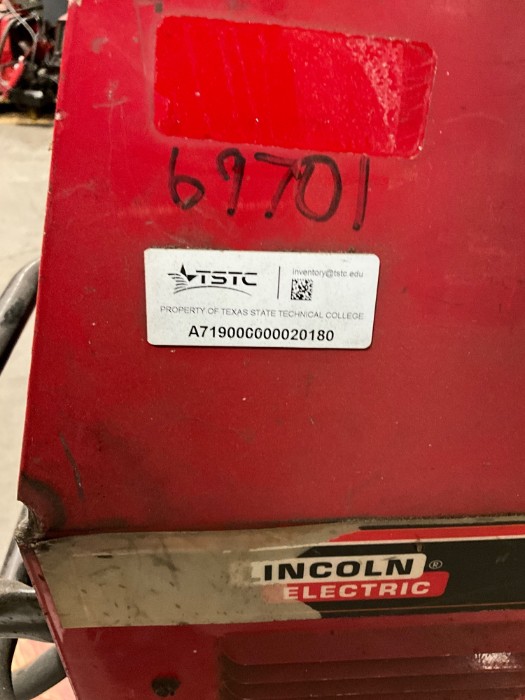 69701
TSTC
inventory@tstc.edu
PROPERTY OF TEXAS STATE TECHNICAL COLLEGE
A719000000020180
LINCOLN ®
ELECTRIC